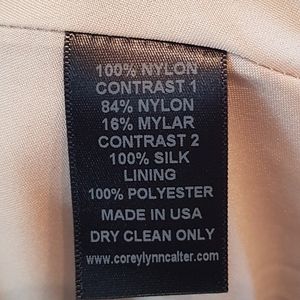 100% NYLON
CONTRAST 1
84% NYLON
16% MYLAR
CONTRAST 2
100% SILK
LINING
100% POLYESTER
MADE IN USA
DRY CLEAN ONLY
www.coreylynncalter.com